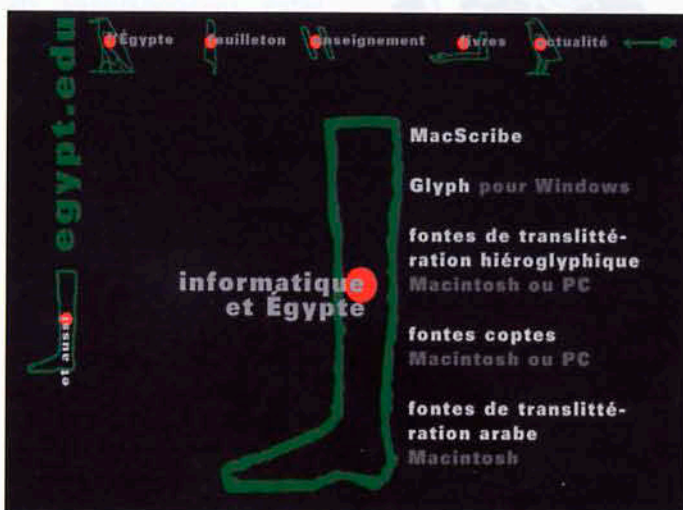 d'Égypte
feuilleton
enseignement
livres
actualité
egypt.edu
et aussi
informatique
et Égypte
MacScribe
Glyph pour Windows
fontes de translitté-
ration hiéroglyphique
Macintosh ou PC
fontes coptes
Macintosh ou PC
fontes de translitté-
ration arabe
Macintosh